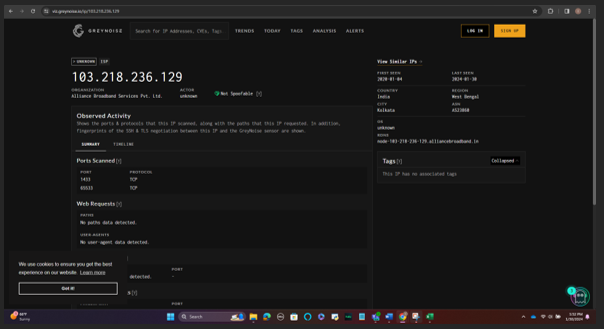 viz.greynoise.io/ip/103.218.236.129
GREYNOISE
Search for IP Addresses, CVEs, Tags...
TRENDS
TODAY
TAGS
ANALYSIS
ALERTS
LOG IN
SIGN UP
UNKNOWN
ISP
103.218.236.129
ORGANIZATION
Alliance Broadband Services Pvt. Ltd.
ACTOR
unknown
Not Spoofable [?]
View Similar IPs
FIRST SEEN
2020-01-04
LAST SEEN
2024-01-30
COUNTRY
India
REGION
West Bengal
CITY
Kolkata
ASN
AS23860
OS
unknown
RDNS
node-103-218-236-129.alliancebroadband.in
Tags [?]
Collapsed
This IP has no associated tags
Observed Activity
Shows the ports & protocols that this IP scanned, along with the paths that this IP requested. In addition,
fingerprints of the SSH & TLS negotiation between this IP and the GreyNoise sensor are shown.
SUMMARY
TIMELINE
Ports Scanned [?]
PORT
PROTOCOL
1433
TCP
65533
TCP
Web Requests [?]
PATHS
No paths data detected.
USER-AGENTS
No user-agent data detected.
PORT
detected.
-
We use cookies to ensure you get the best
experience on our website. Learn more
Got it!
Sunny
Search
1/30/2024